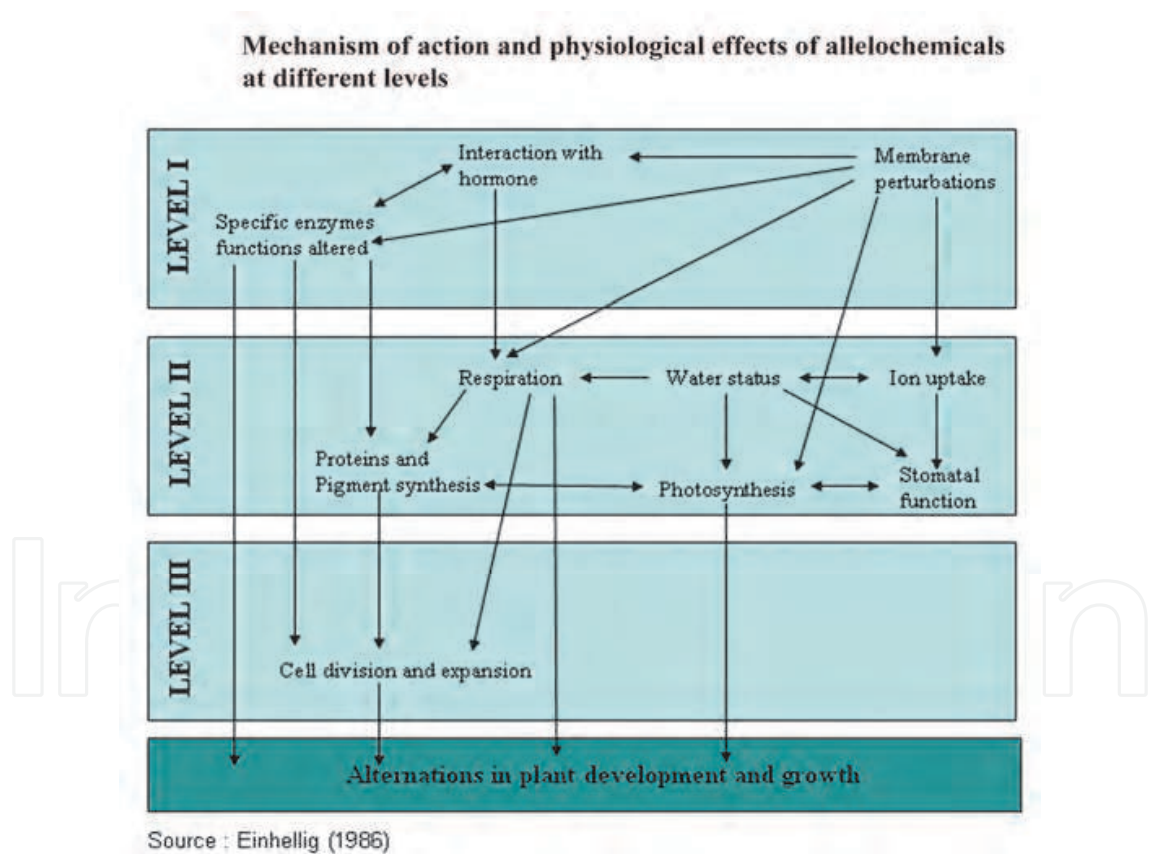 Mechanism of action and physiological effects of allelochemicals
at different levels
LEVEL I
Interaction with
hormone
Membrane
perturbations
Specific enzymes
functions altered
LEVEL II
Respiration
Water status
Ion uptake
Proteins and
Pigment synthesis
Photosynthesis
Stomatal
function
LEVEL III
Cell division and expansion
Alternations in plant development and growth
Source : Einhellig (1986)